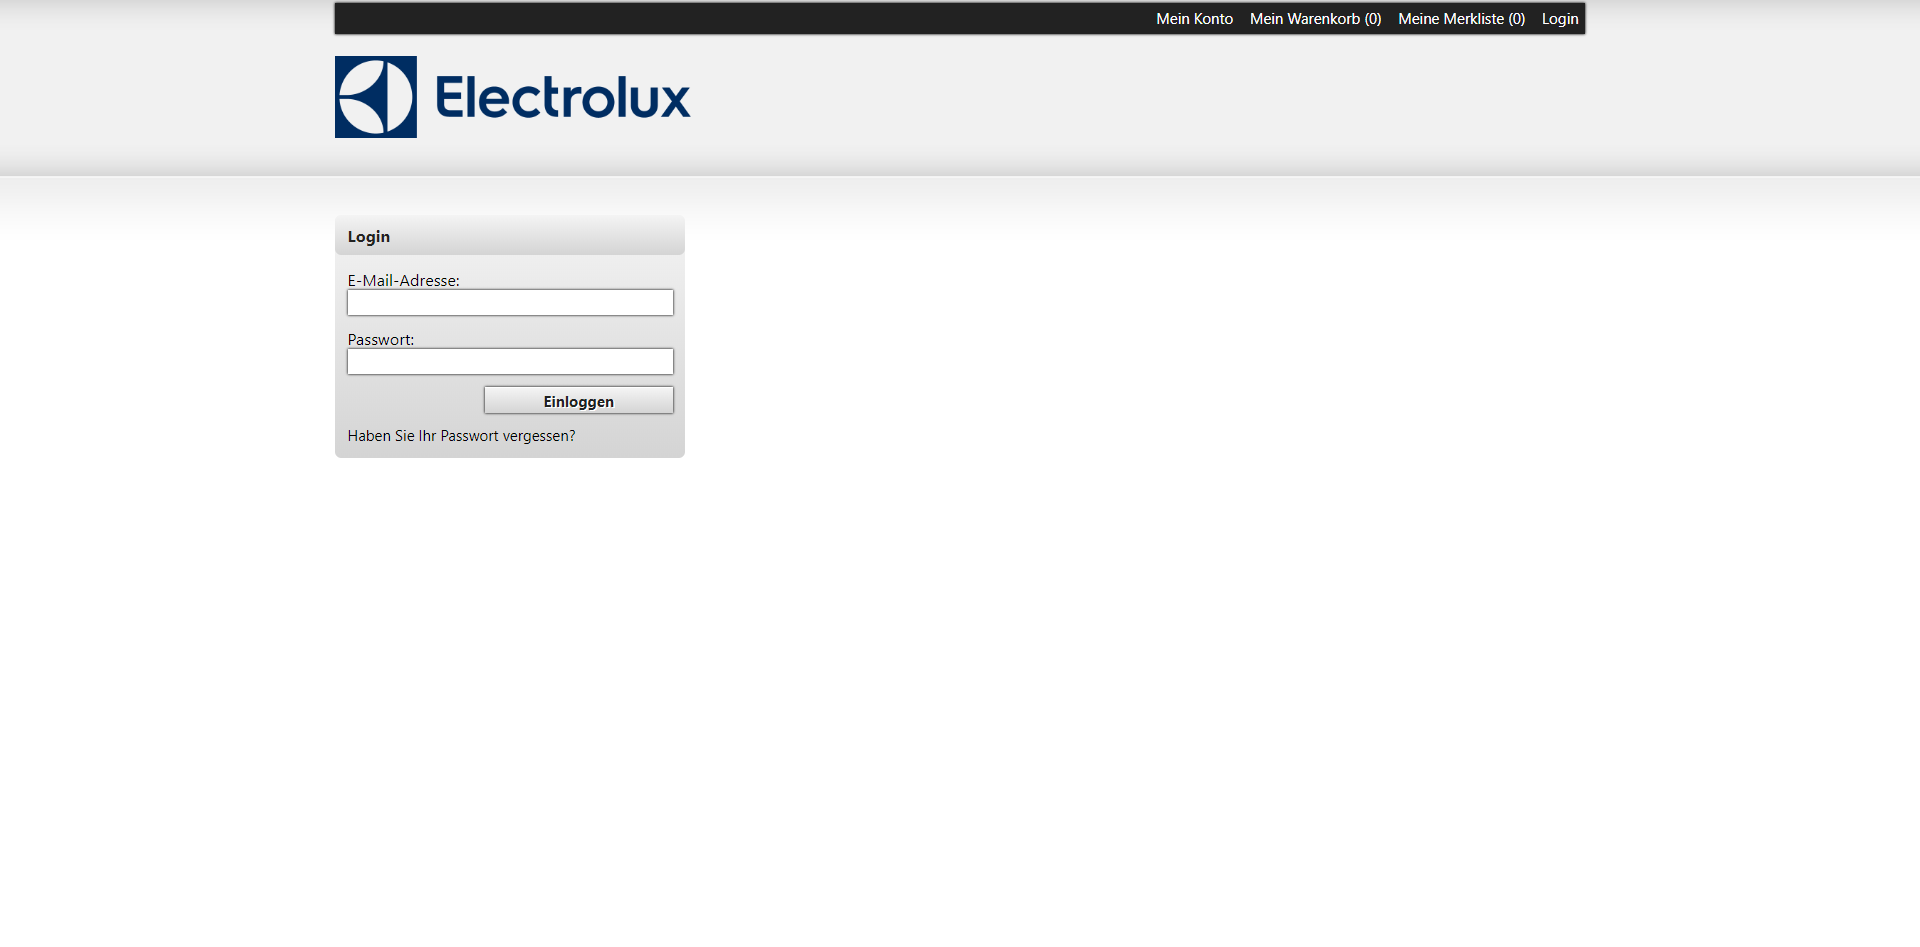 Mein Konto Mein Warenkorb (0) Meine Merkliste (0) Login
Electrolux
Login
E-Mail-Adresse:
Passwort:
Einloggen
Haben Sie Ihr Passwort vergessen?